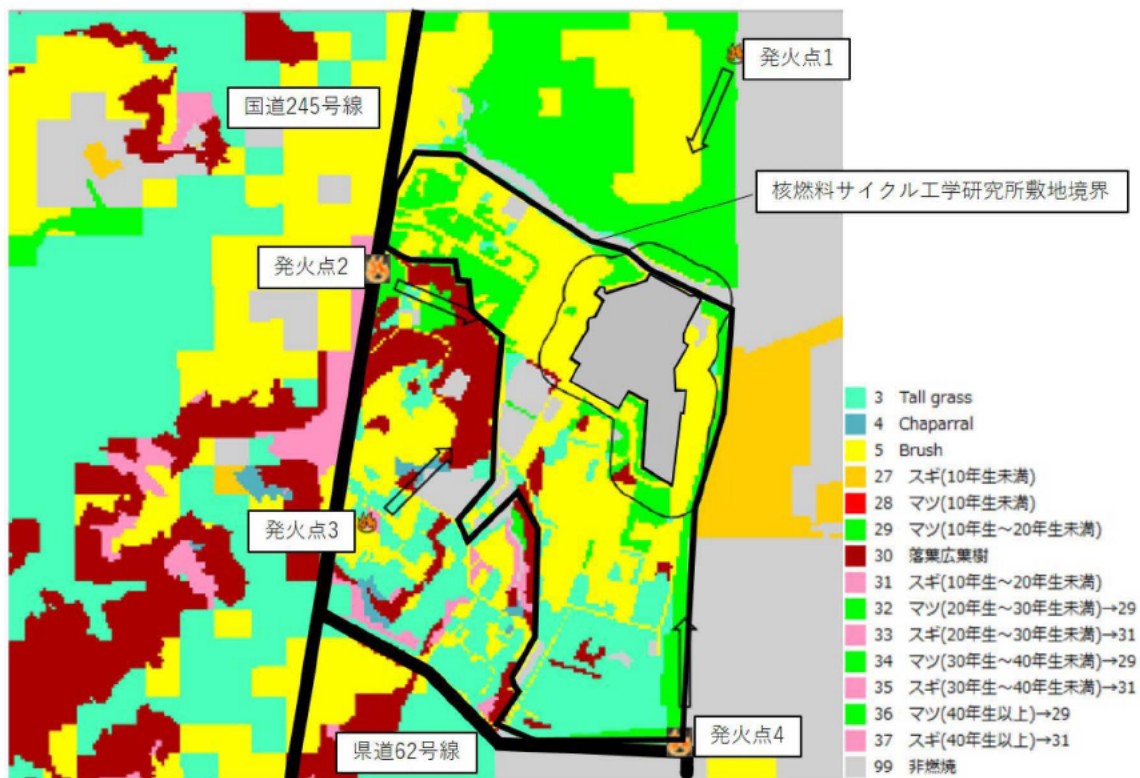 発火点1
国道245号線
核燃料サイクル工学研究所敷地境界
発火点2
発火点3
発火点4
県道62号線
3 Tall grass
4 Chaparral
5 Brush
27 スギ(10年生未満)
28 マツ(10年生未満)
29 マツ(10年生～20年生未満)
30 落葉広葉樹
31 スギ(10年生～20年生未満)
32 マツ(20年生～30年生未満)→29
33 スギ(20年生～30年生未満)→31
34 マツ(30年生～40年生未満)→29
35 スギ(30年生～40年生未満)→31
36 マツ(40年生以上)→29
37 スギ(40年生以上)→31
99 非燃焼